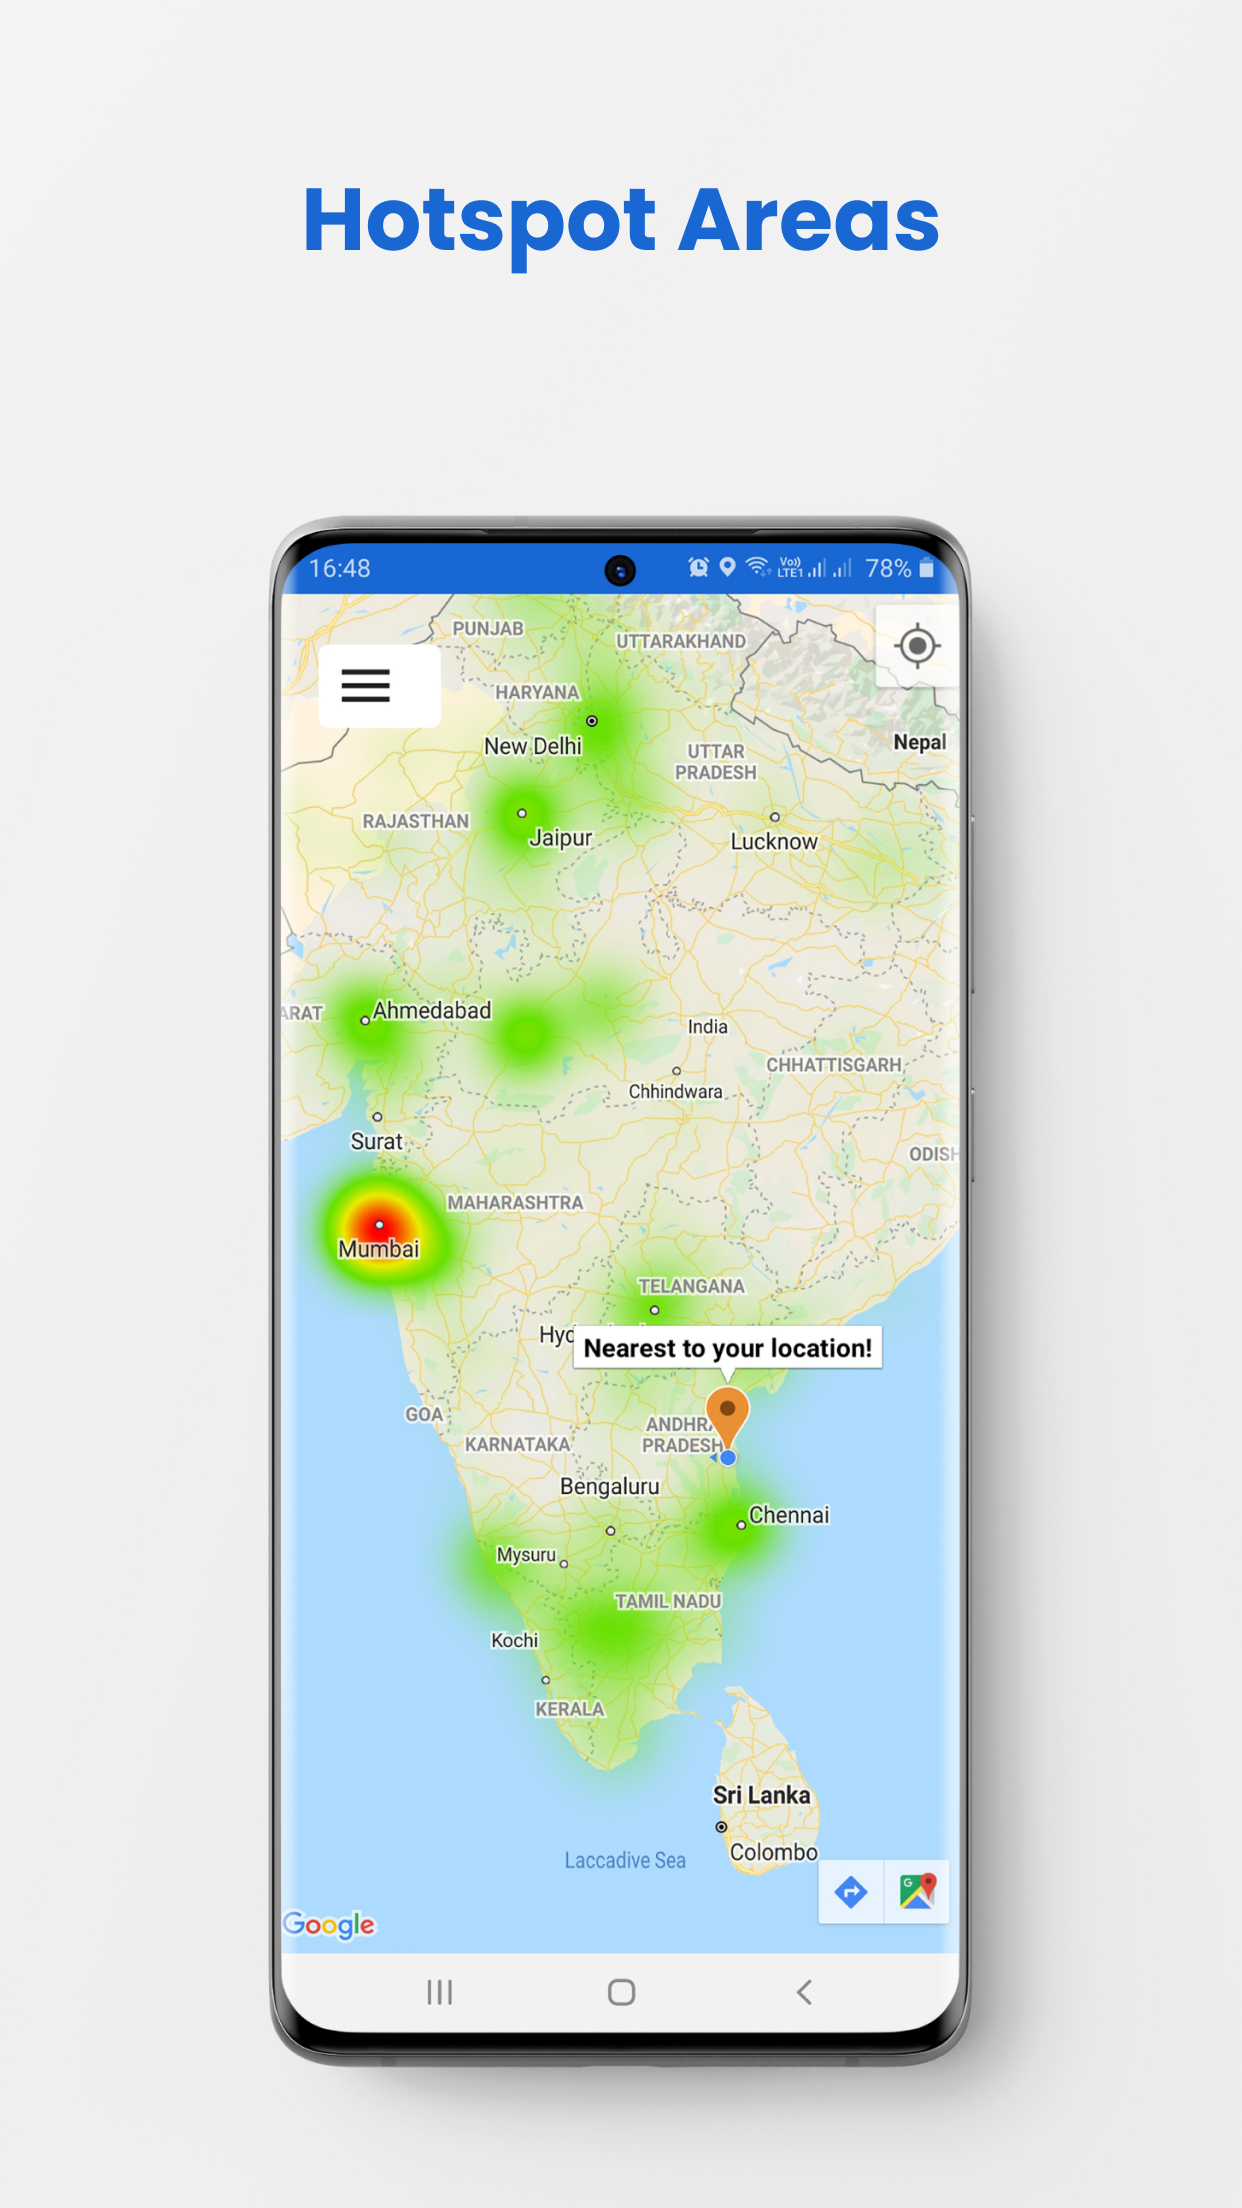 Hotspot Areas
16:48
Vo))
LTE1
78%
PUNJAB
UTTARAKHAND
HARYANA
New Delhi
Nepal
UTTAR
PRADESH
RAJASTHAN
Jaipur
Lucknow
ARAT
Ahmedabad
India
CHHATTISGARH
Chhindwara
Surat
ODISH
MAHARASHTRA
Mumbai
TELANGANA
Hyd
Nearest to your location!
GOA
ANDHRA
PRADESH
KARNATAKA
Bengaluru
Chennai
Mysuru
TAMIL NADU
Kochi
KERALA
Sri Lanka
Colombo
Laccadive Sea
G
Google